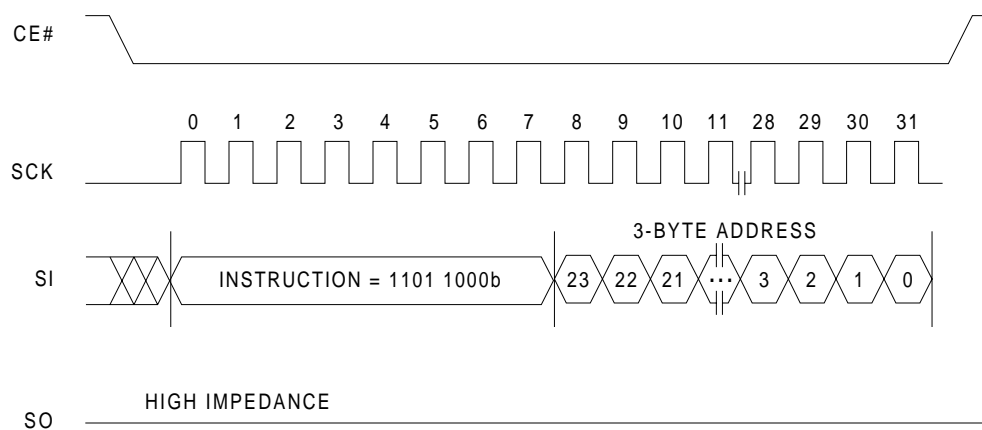 CE#
0 1 2 3 4 5 6 7 8 9 10 11 28 29 30 31
SCK
3-BYTE ADDRESS
SI INSTRUCTION = 1101 1000b 23 22 21 ... 3 2 1 0
HIGH IMPEDANCE
SO